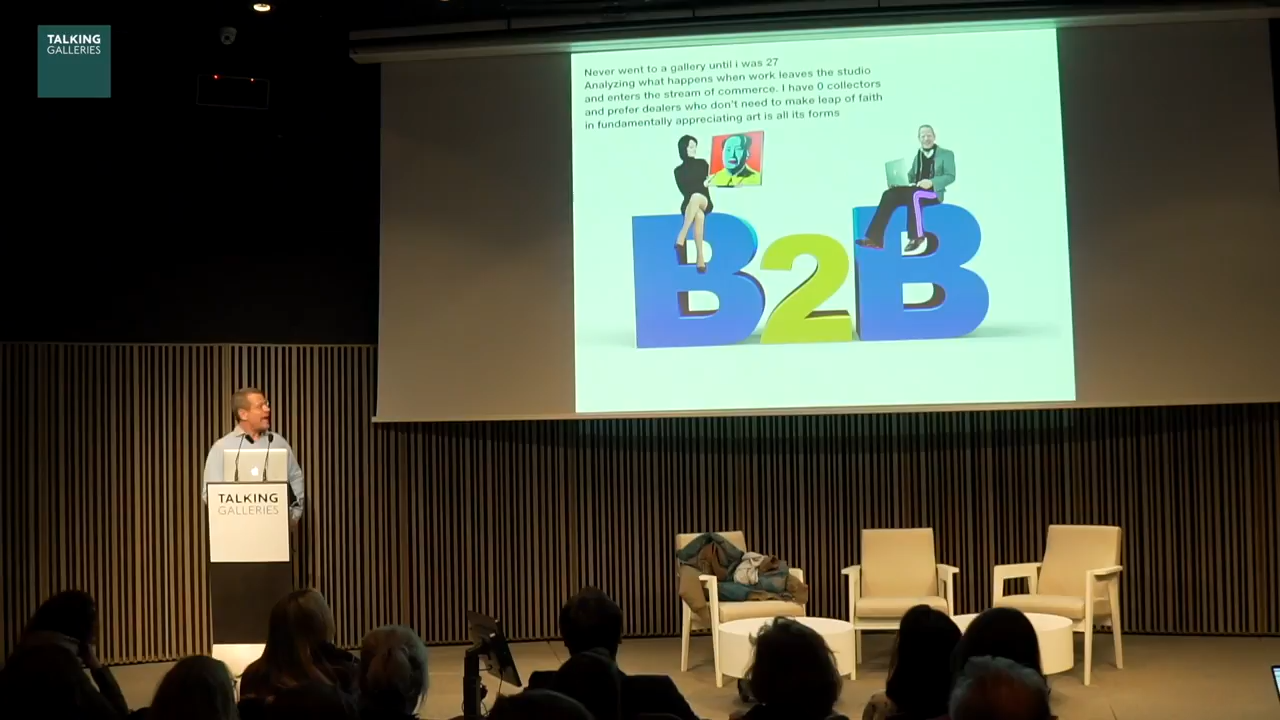 TALKING
GALLERIES
Never went to a gallery until i was 27
Analyzing what happens when work leaves the studio
and enters the stream of commerce. I have 0 collectors
and prefer dealers who don't need to make leap of faith
in fundamentally appreciating art is all its forms
B2B
TALKING
GALLERIES